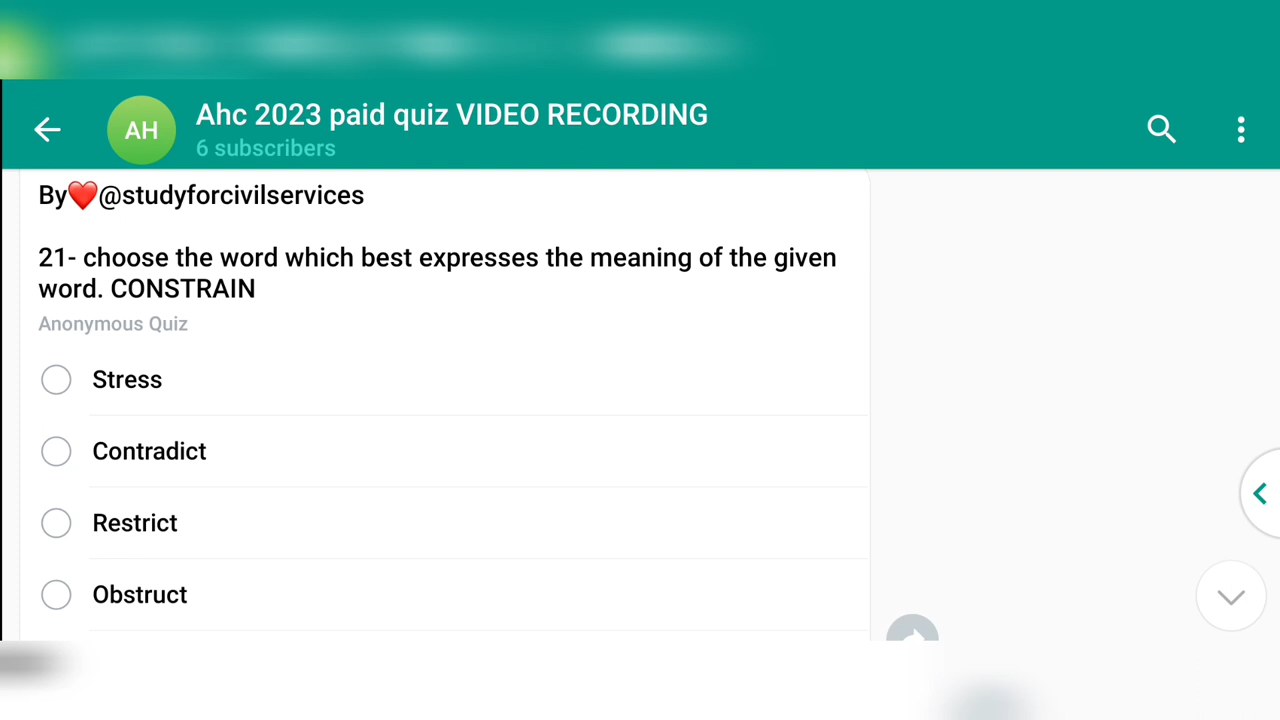 AH
Ahc 2023 paid quiz VIDEO RECORDING
6 subscribers
By❤️@studyforcivilservices
21- choose the word which best expresses the meaning of the given
word. CONSTRAIN
Anonymous Quiz
Stress
Contradict
Restrict
Obstruct